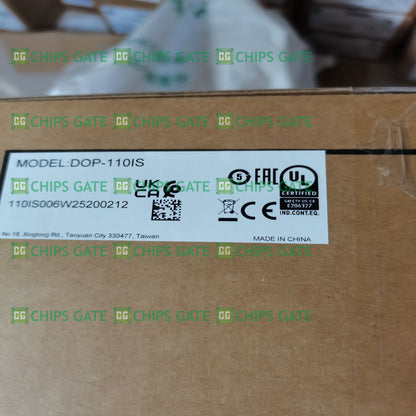 CHIPS GATE CHIPS GATE CHIPS GATE
CHIPS GATE CHIPS GATE CHIPS GATE
MODEL:DOP-110IS
EAC UL
CERTIFIED
SAFETY US CA
E206327
IND.CONT.EQ.
CHIPS GATE CHIPS GATE CHIPS GATE
UK
CA
110IS006W25200212
CE
No.18, Xinglong Rd., Taoyuan City 330477, Taiwan
MADE IN CHINA
CHIPS GATE CHIPS GATE CHIPS GATE
CHIPS GATE CHIPS GATE CHIPS GATE